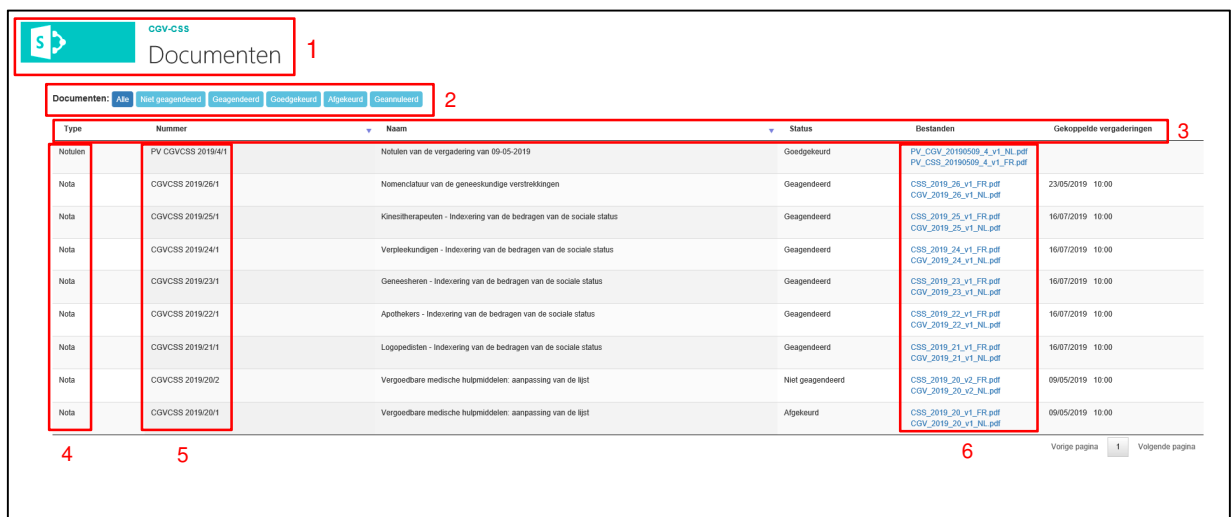 CGV-CSS
S
Documenten
1
Documenten: Alle Niet geagendeerd Geagendeerd Goedgekeurd Afgekeurd Geannuleerd
2
Type Nummer Naam Status Bestanden Gekoppelde vergaderingen
3
Notulen PV CGVCSS 2019/4/1 Notulen van de vergadering van 09-05-2019 Goedgekeurd PV_CGV_20190509_4_v1_NL.pdf
PV_CSS_20190509_4_v1_FR.pdf
Nota CGVCSS 2019/26/1 Nomenclatuur van de geneeskundige verstrekkingen Geagendeerd CSS_2019_26_v1_FR.pdf 23/05/2019 10:00
CGV_2019_26_v1_NL.pdf
Nota CGVCSS 2019/25/1 Kinesitherapeuten - Indexering van de bedragen van de sociale status Geagendeerd CSS_2019_25_v1_FR.pdf 16/07/2019 10:00
CGV_2019_25_v1_NL.pdf
Nota CGVCSS 2019/24/1 Verpleekundigen - Indexering van de bedragen van de sociale status Geagendeerd CSS_2019_24_v1_FR.pdf 16/07/2019 10:00
CGV_2019_24_v1_NL.pdf
Nota CGVCSS 2019/23/1 Geneesheren - Indexering van de bedragen van de sociale status Geagendeerd CSS_2019_23_v1_FR.pdf 16/07/2019 10:00
CGV_2019_23_v1_NL.pdf
Nota CGVCSS 2019/22/1 Apothekers - Indexering van de bedragen van de sociale status Geagendeerd CSS_2019_22_v1_FR.pdf 16/07/2019 10:00
CGV_2019_22_v1_NL.pdf
Nota CGVCSS 2019/21/1 Logopedisten - Indexering van de bedragen van de sociale status Geagendeerd CSS_2019_21_v1_FR.pdf 16/07/2019 10:00
CGV_2019_21_v1_NL.pdf
Nota CGVCSS 2019/20/2 Vergoedbare medische hulpmiddelen: aanpassing van de lijst Niet geagendeerd CSS_2019_20_v2_FR.pdf 09/05/2019 10:00
CGV_2019_20_v2_NL.pdf
Nota CGVCSS 2019/20/1 Vergoedbare medische hulpmiddelen: aanpassing van de lijst Afgekeurd CSS_2019_20_v1_FR.pdf 09/05/2019 10:00
CGV_2019_20_v1_NL.pdf
4 5 6
Vorige pagina 1 Volgende pagina